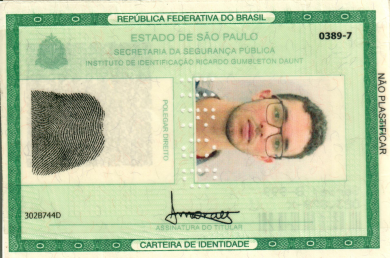 REPÚBLICA FEDERATIVA DO BRASIL
ESTADO DE SÃO PAULO
0389-7
SECRETARIA DA SEGURANÇA PÚBLICA
INSTITUTO DE IDENTIFICAÇÃO RICARDO GUMBLETON DAUNT
POLEGAR DIREITO
NÃO PLASTIFICAR
302B744D
ASSINATURA DO TITULAR
CARTEIRA DE IDENTIDADE